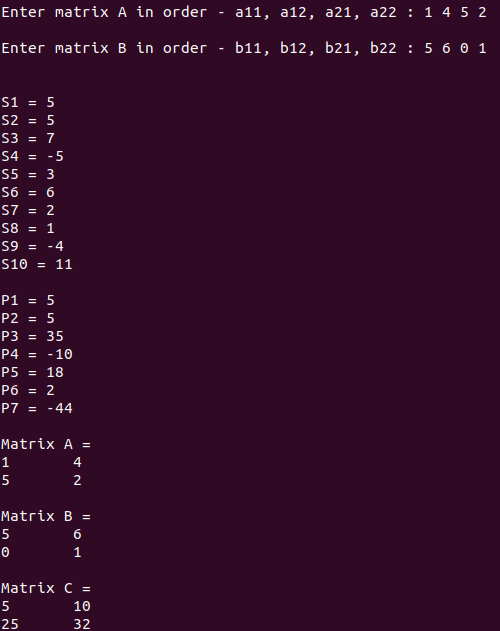 Enter matrix A in order - a11, a12, a21, a22 : 1 4 5 2
Enter matrix B in order - b11, b12, b21, b22 : 5 6 0 1
S1 = 5
S2 = 5
S3 = 7
S4 = -5
S5 = 3
S6 = 6
S7 = 2
S8 = 1
S9 = -4
S10 = 11
P1 = 5
P2 = 5
P3 = 35
P4 = -10
P5 = 18
P6 = 2
P7 = -44
Matrix A =
1 4
5 2
Matrix B =
5 6
0 1
Matrix C =
5 10
25 32